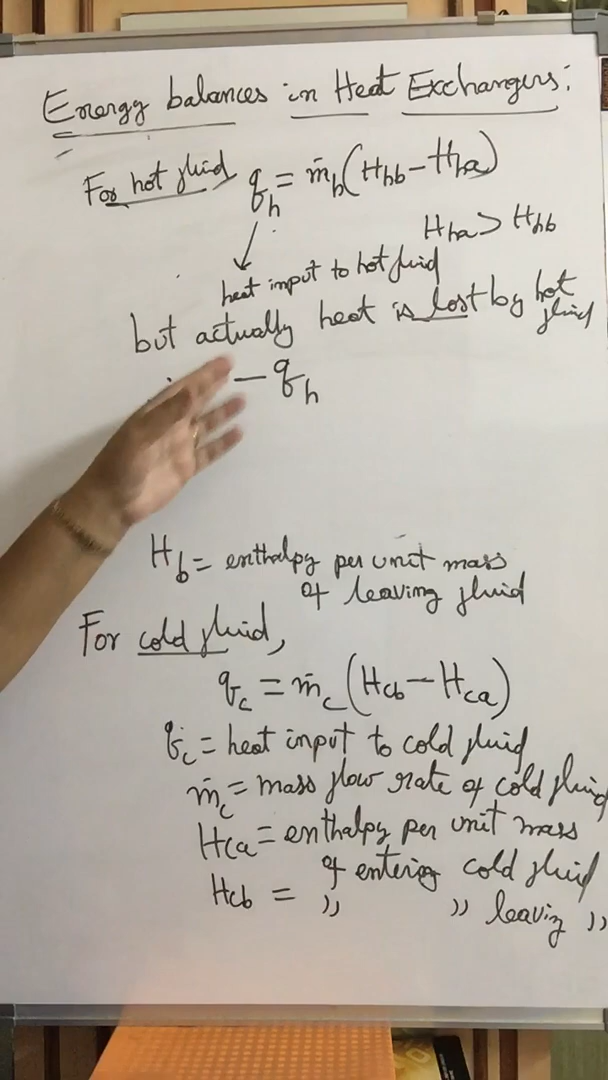 Energy balances in Heat Exchangers:
For hot fluid, q_h = ṁ_h(H_hb − H_ha)
H_ha > H_hb
heat input to hot fluid
but actually heat is lost by hot fluid
− q_h
H_b = enthalpy per unit mass
of leaving fluid
For cold fluid,
q_c = ṁ_c (H_cb − H_ca)
q_c = heat input to cold fluid
ṁ_c = mass flow rate of cold fluid
H_ca = enthalpy per unit mass
of entering cold fluid
H_cb = ,, ,, leaving ,,